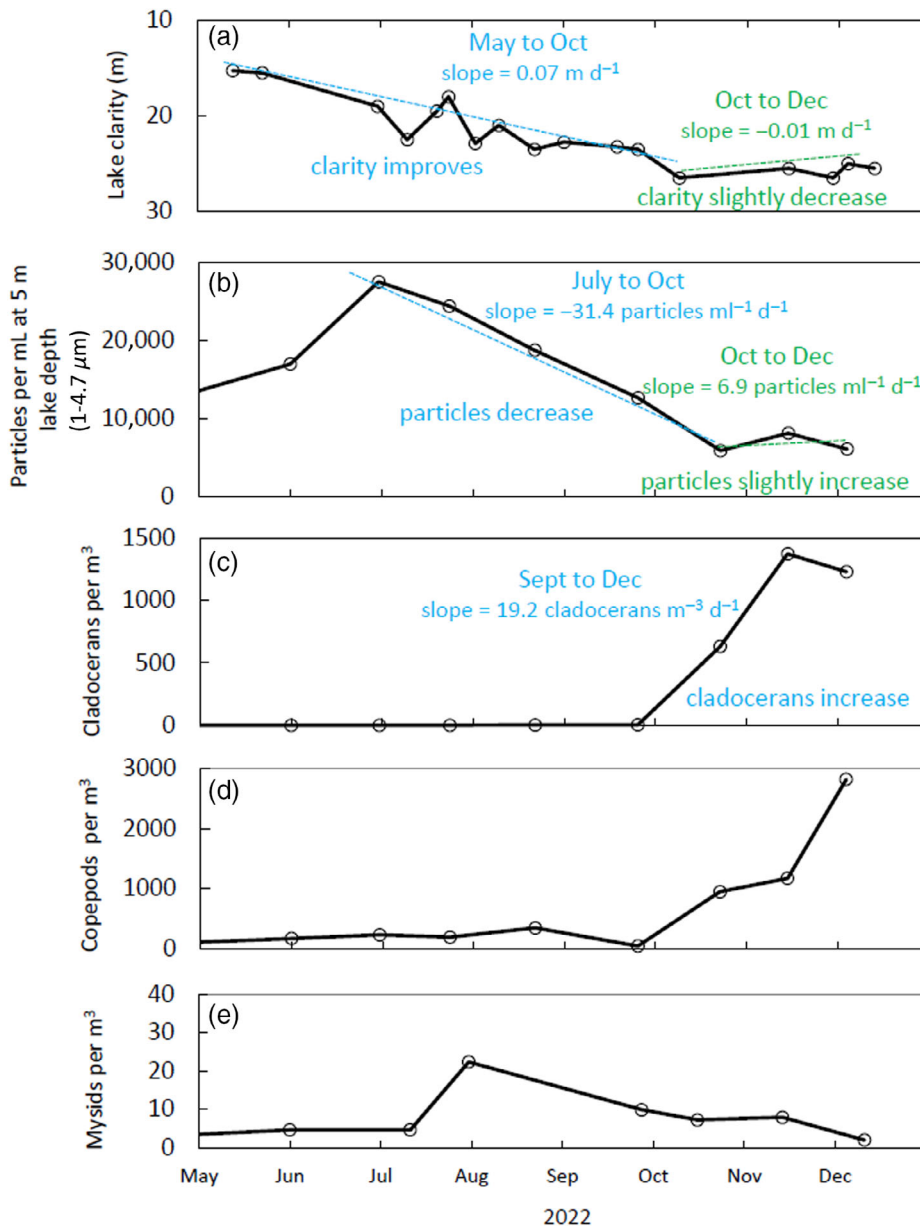 (a)
10
20
30
Lake clarity (m)
May to Oct
slope = 0.07 m d⁻¹
Oct to Dec
slope = −0.01 m d⁻¹
clarity improves
clarity slightly decrease
(b)
30,000
20,000
10,000
0
Particles per mL at 5 m
lake depth
(1-4.7 μm)
July to Oct
slope = −31.4 particles ml⁻¹ d⁻¹
Oct to Dec
slope = 6.9 particles ml⁻¹ d⁻¹
particles decrease
particles slightly increase
(c)
1500
1000
500
0
Cladocerans per m³
Sept to Dec
slope = 19.2 cladocerans m⁻³ d⁻¹
cladocerans increase
(d)
3000
2000
1000
0
Copepods per m³
(e)
40
30
20
10
0
Mysids per m³
May Jun Jul Aug Sep Oct Nov Dec
2022